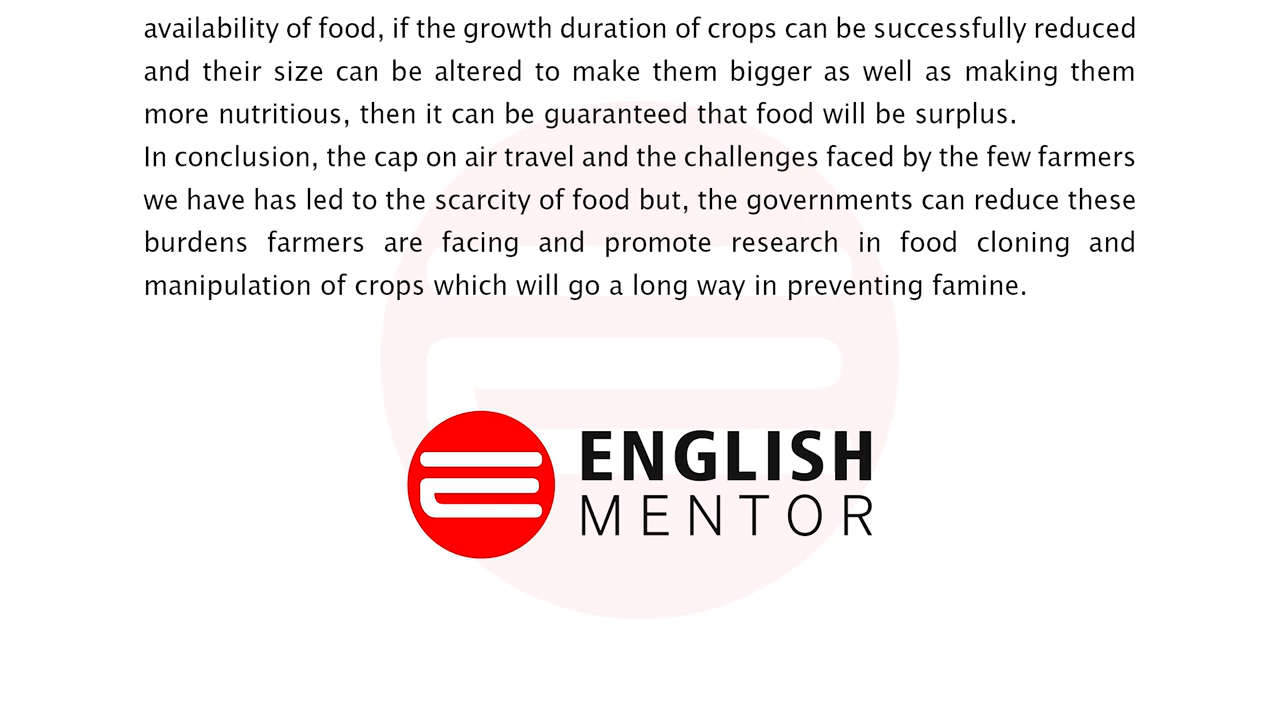 availability of food, if the growth duration of crops can be successfully reduced
and their size can be altered to make them bigger as well as making them
more nutritious, then it can be guaranteed that food will be surplus.
In conclusion, the cap on air travel and the challenges faced by the few farmers
we have has led to the scarcity of food but, the governments can reduce these
burdens farmers are facing and promote research in food cloning and
manipulation of crops which will go a long way in preventing famine.
ENGLISH
MENTOR